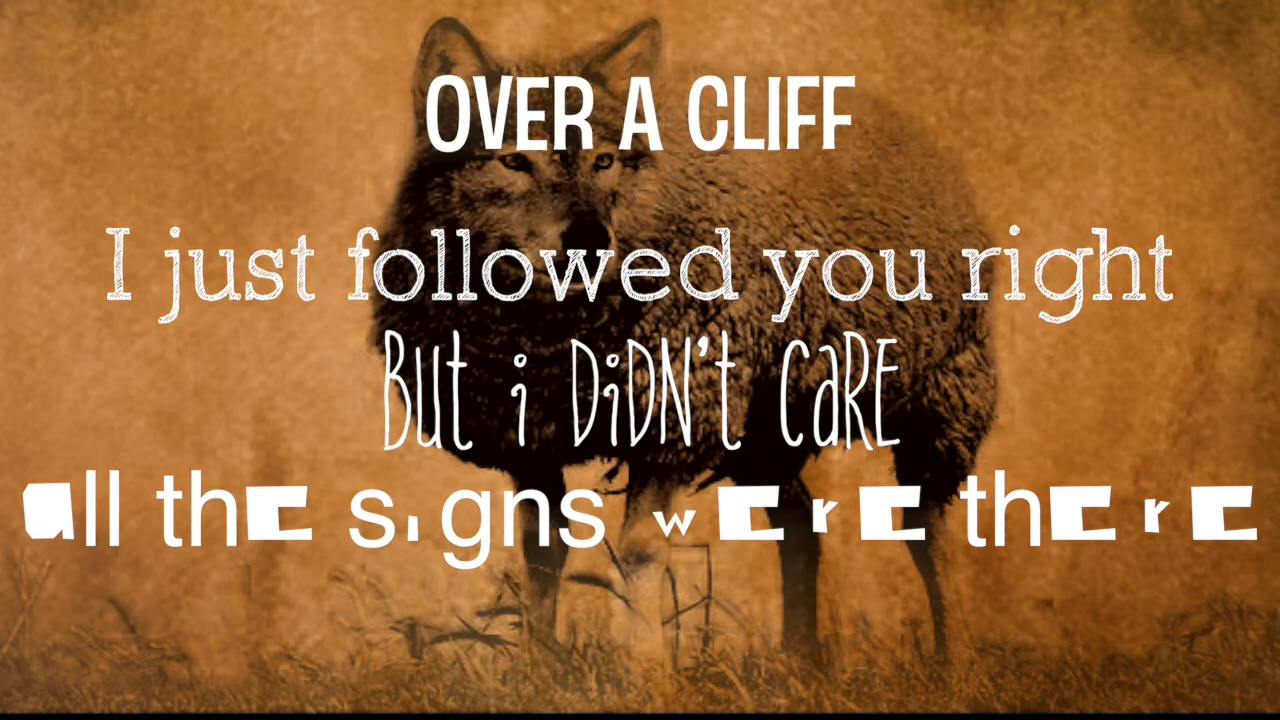 OVER A CLIFF
I just followed you right
BUt i DiDN't CaRE
all the signs were there